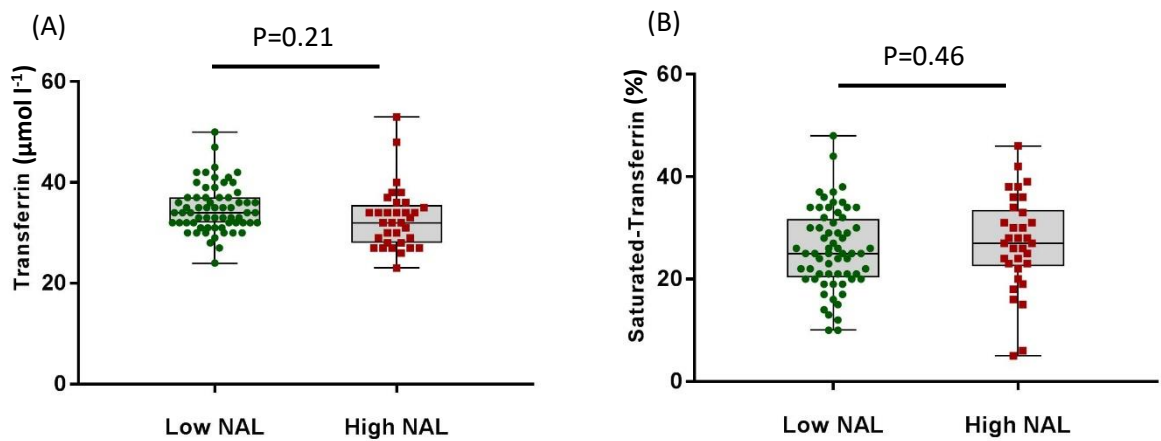 (A)
P=0.21
Transferrin (µmol l⁻¹)
60
40
20
0
Low NAL
High NAL
(B)
P=0.46
Saturated-Transferrin (%)
60
40
20
0
Low NAL
High NAL